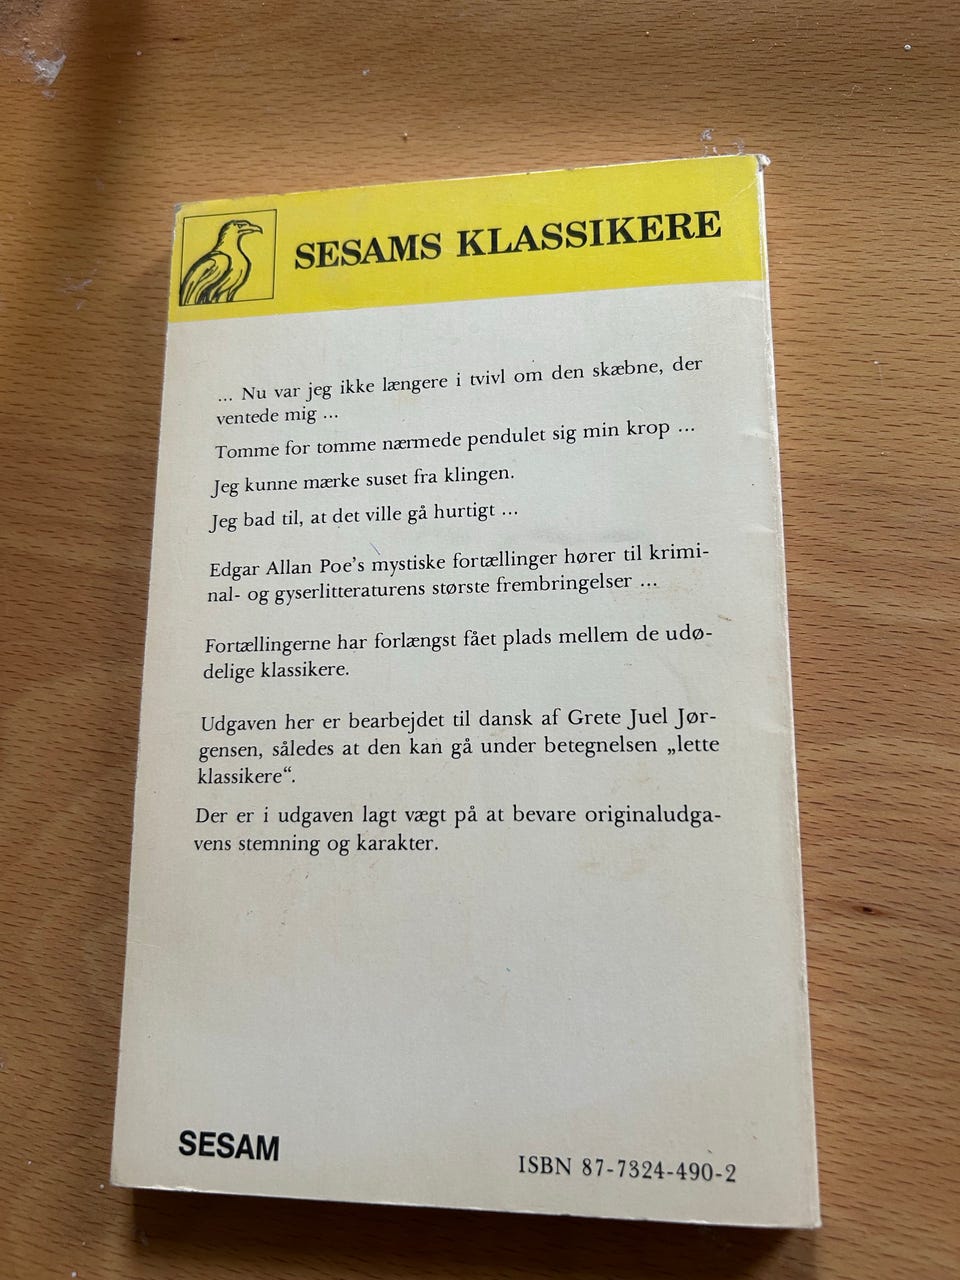 SESAMS KLASSIKERE
... Nu var jeg ikke længere i tvivl om den skæbne, der
ventede mig ...
Tomme for tomme nærmede pendulet sig min krop ...
Jeg kunne mærke suset fra klingen.
Jeg bad til, at det ville gå hurtigt ...
Edgar Allan Poe's mystiske fortællinger hører til krimi-
nal- og gyserlitteraturens største frembringelser ...
Fortællingerne har forlængst fået plads mellem de udø-
delige klassikere.
Udgaven her er bearbejdet til dansk af Grete Juel Jør-
gensen, således at den kan gå under betegnelsen „lette
klassikere“.
Der er i udgaven lagt vægt på at bevare originaludga-
vens stemning og karakter.
SESAM
ISBN 87-7324-490-2